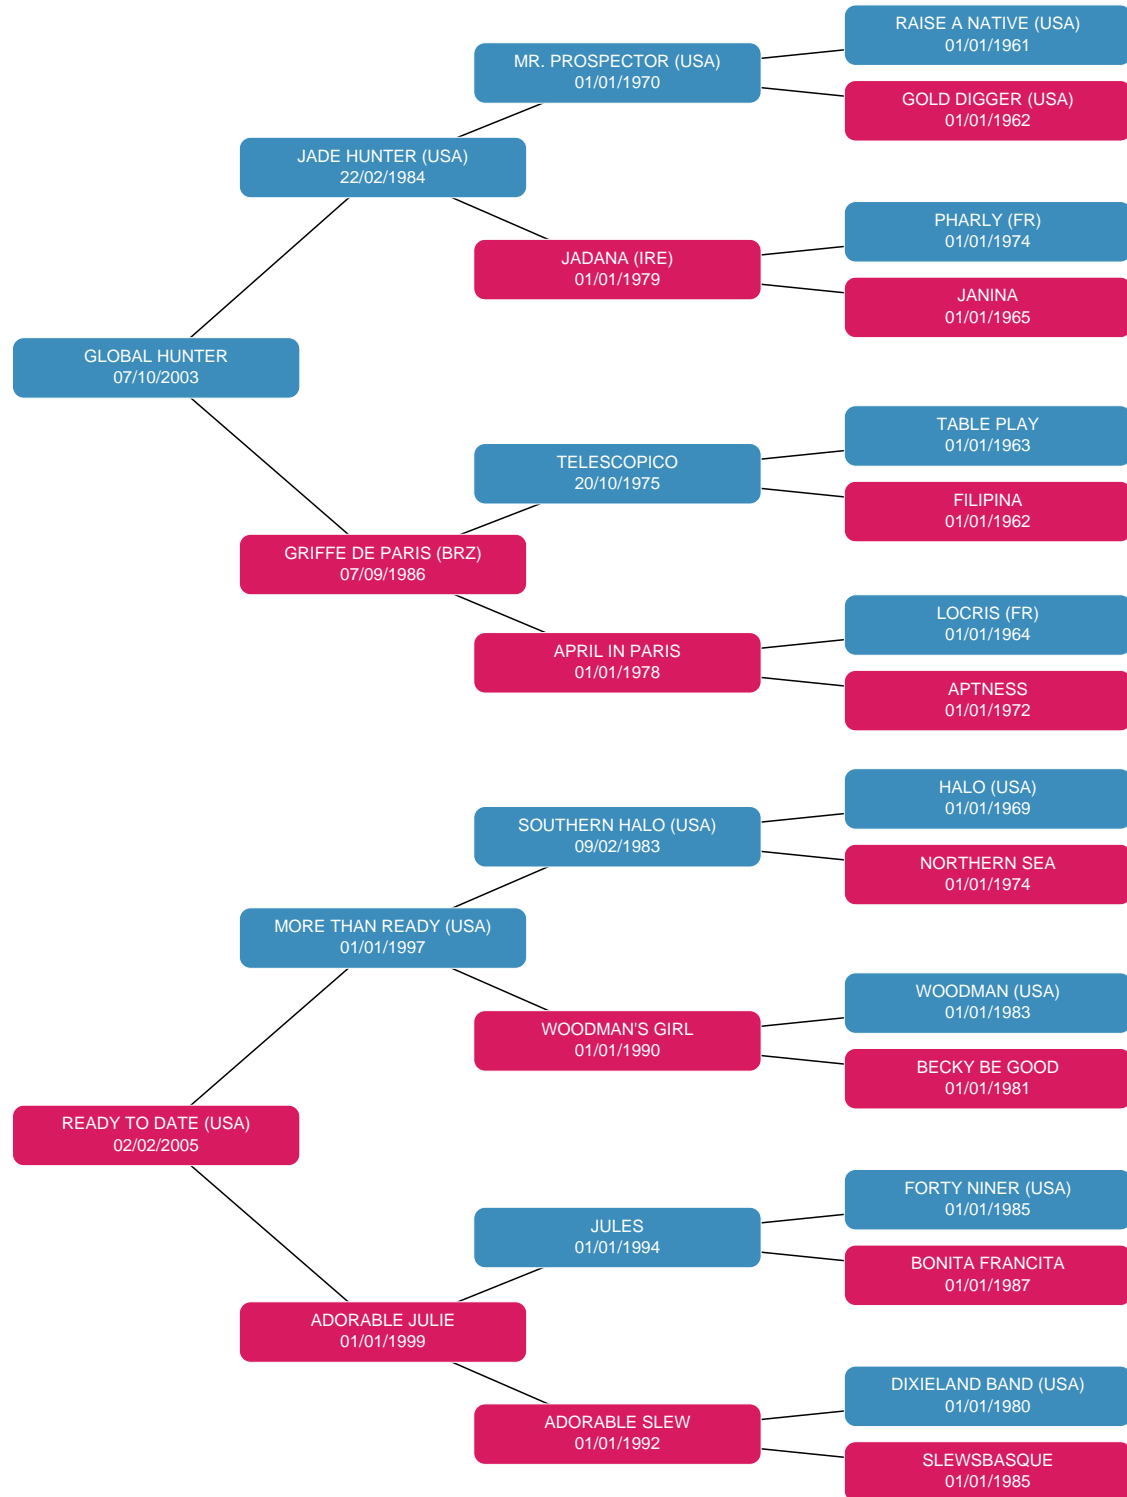 RAISE A NATIVE (USA)
01/01/1961
MR. PROSPECTOR (USA)
01/01/1970
GOLD DIGGER (USA)
01/01/1962
JADE HUNTER (USA)
22/02/1984
PHARLY (FR)
01/01/1974
JADANA (IRE)
01/01/1979
JANINA
01/01/1965
GLOBAL HUNTER
07/10/2003
TABLE PLAY
01/01/1963
TELESCOPICO
20/10/1975
FILIPINA
01/01/1962
GRIFFE DE PARIS (BRZ)
07/09/1986
LOCRIS (FR)
01/01/1964
APRIL IN PARIS
01/01/1978
APTNESS
01/01/1972
HALO (USA)
01/01/1969
SOUTHERN HALO (USA)
09/02/1983
NORTHERN SEA
01/01/1974
MORE THAN READY (USA)
01/01/1997
WOODMAN (USA)
01/01/1983
WOODMAN'S GIRL
01/01/1990
BECKY BE GOOD
01/01/1981
READY TO DATE (USA)
02/02/2005
FORTY NINER (USA)
01/01/1985
JULES
01/01/1994
BONITA FRANCITA
01/01/1987
ADORABLE JULIE
01/01/1999
DIXIELAND BAND (USA)
01/01/1980
ADORABLE SLEW
01/01/1992
SLEWSBASQUE
01/01/1985